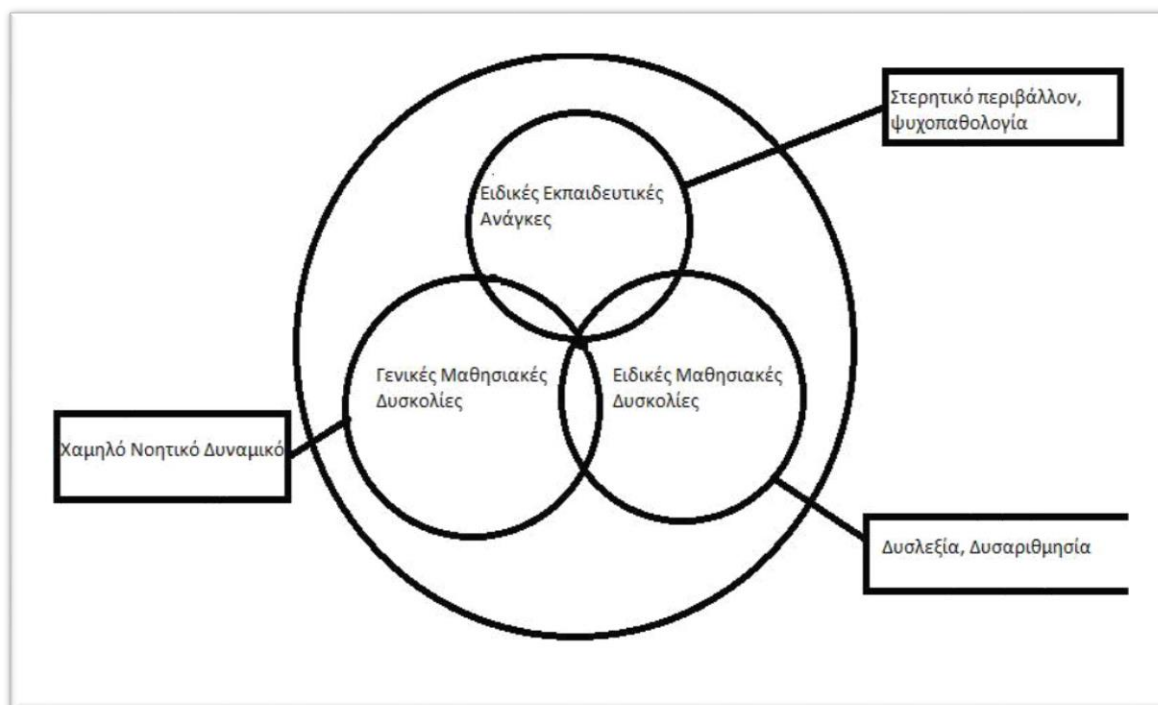 Στερητικό περιβάλλον,
ψυχοπαθολογία
Ειδικές Εκπαιδευτικές
Ανάγκες
Γενικές Μαθησιακές
Δυσκολίες
Ειδικές Μαθησιακές
Δυσκολίες
Χαμηλό Νοητικό Δυναμικό
Δυσλεξία, Δυσαριθμησία